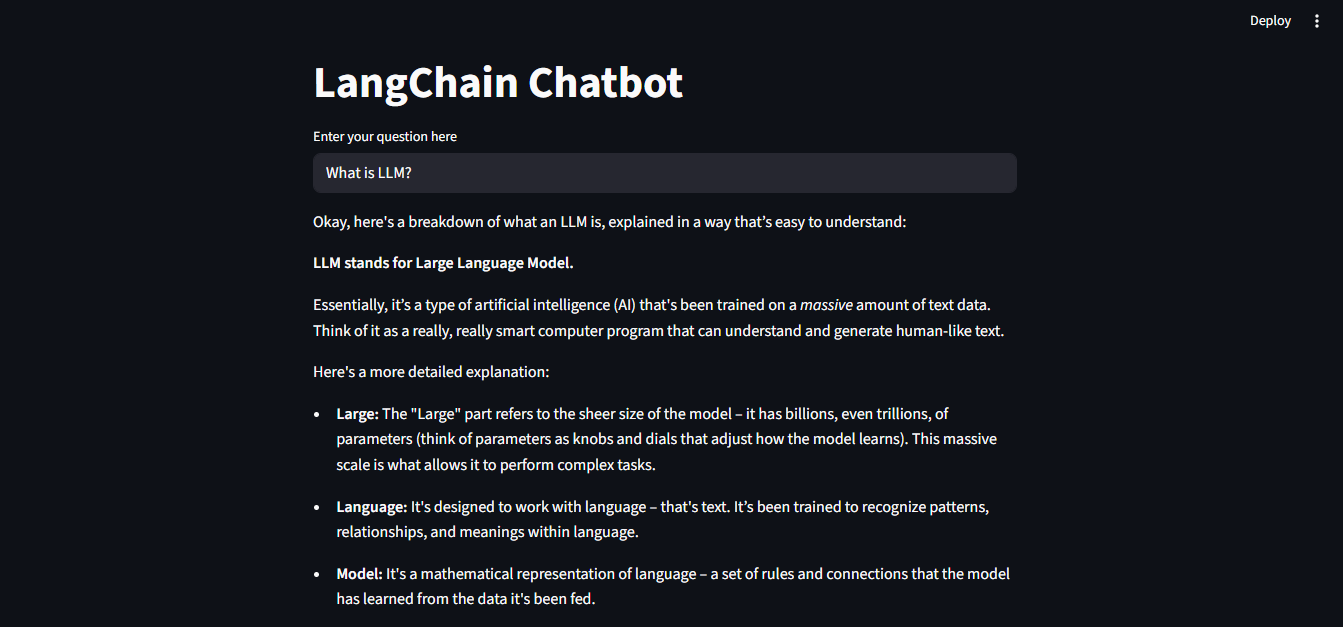 Deploy
LangChain Chatbot
Enter your question here
What is LLM?
Okay, here's a breakdown of what an LLM is, explained in a way that’s easy to understand:
LLM stands for Large Language Model.
Essentially, it’s a type of artificial intelligence (AI) that's been trained on a massive amount of text data.
Think of it as a really, really smart computer program that can understand and generate human-like text.
Here's a more detailed explanation:
• Large: The "Large" part refers to the sheer size of the model – it has billions, even trillions, of
parameters (think of parameters as knobs and dials that adjust how the model learns). This massive
scale is what allows it to perform complex tasks.
• Language: It's designed to work with language – that's text. It’s been trained to recognize patterns,
relationships, and meanings within language.
• Model: It's a mathematical representation of language – a set of rules and connections that the model
has learned from the data it's been fed.